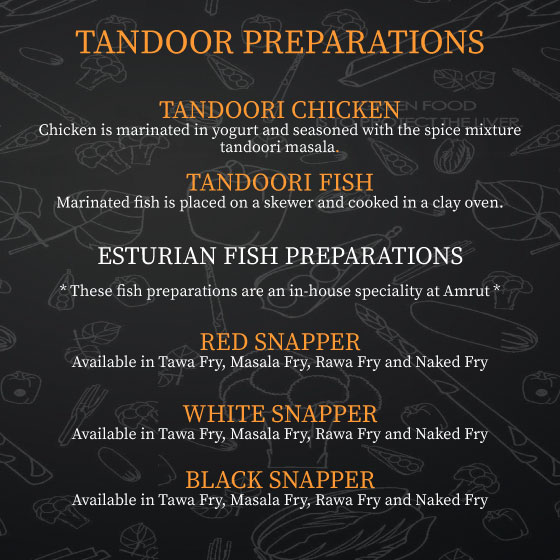 TANDOOR PREPARATIONS
TANDOORI CHICKEN
Chicken is marinated in yogurt and seasoned with the spice mixture
tandoori masala.
TANDOORI FISH
Marinated fish is placed on a skewer and cooked in a clay oven.
ESTURIAN FISH PREPARATIONS
* These fish preparations are an in-house speciality at Amrut *
RED SNAPPER
Available in Tawa Fry, Masala Fry, Rawa Fry and Naked Fry
WHITE SNAPPER
Available in Tawa Fry, Masala Fry, Rawa Fry and Naked Fry
BLACK SNAPPER
Available in Tawa Fry, Masala Fry, Rawa Fry and Naked Fry
FOOD
THE LIVER